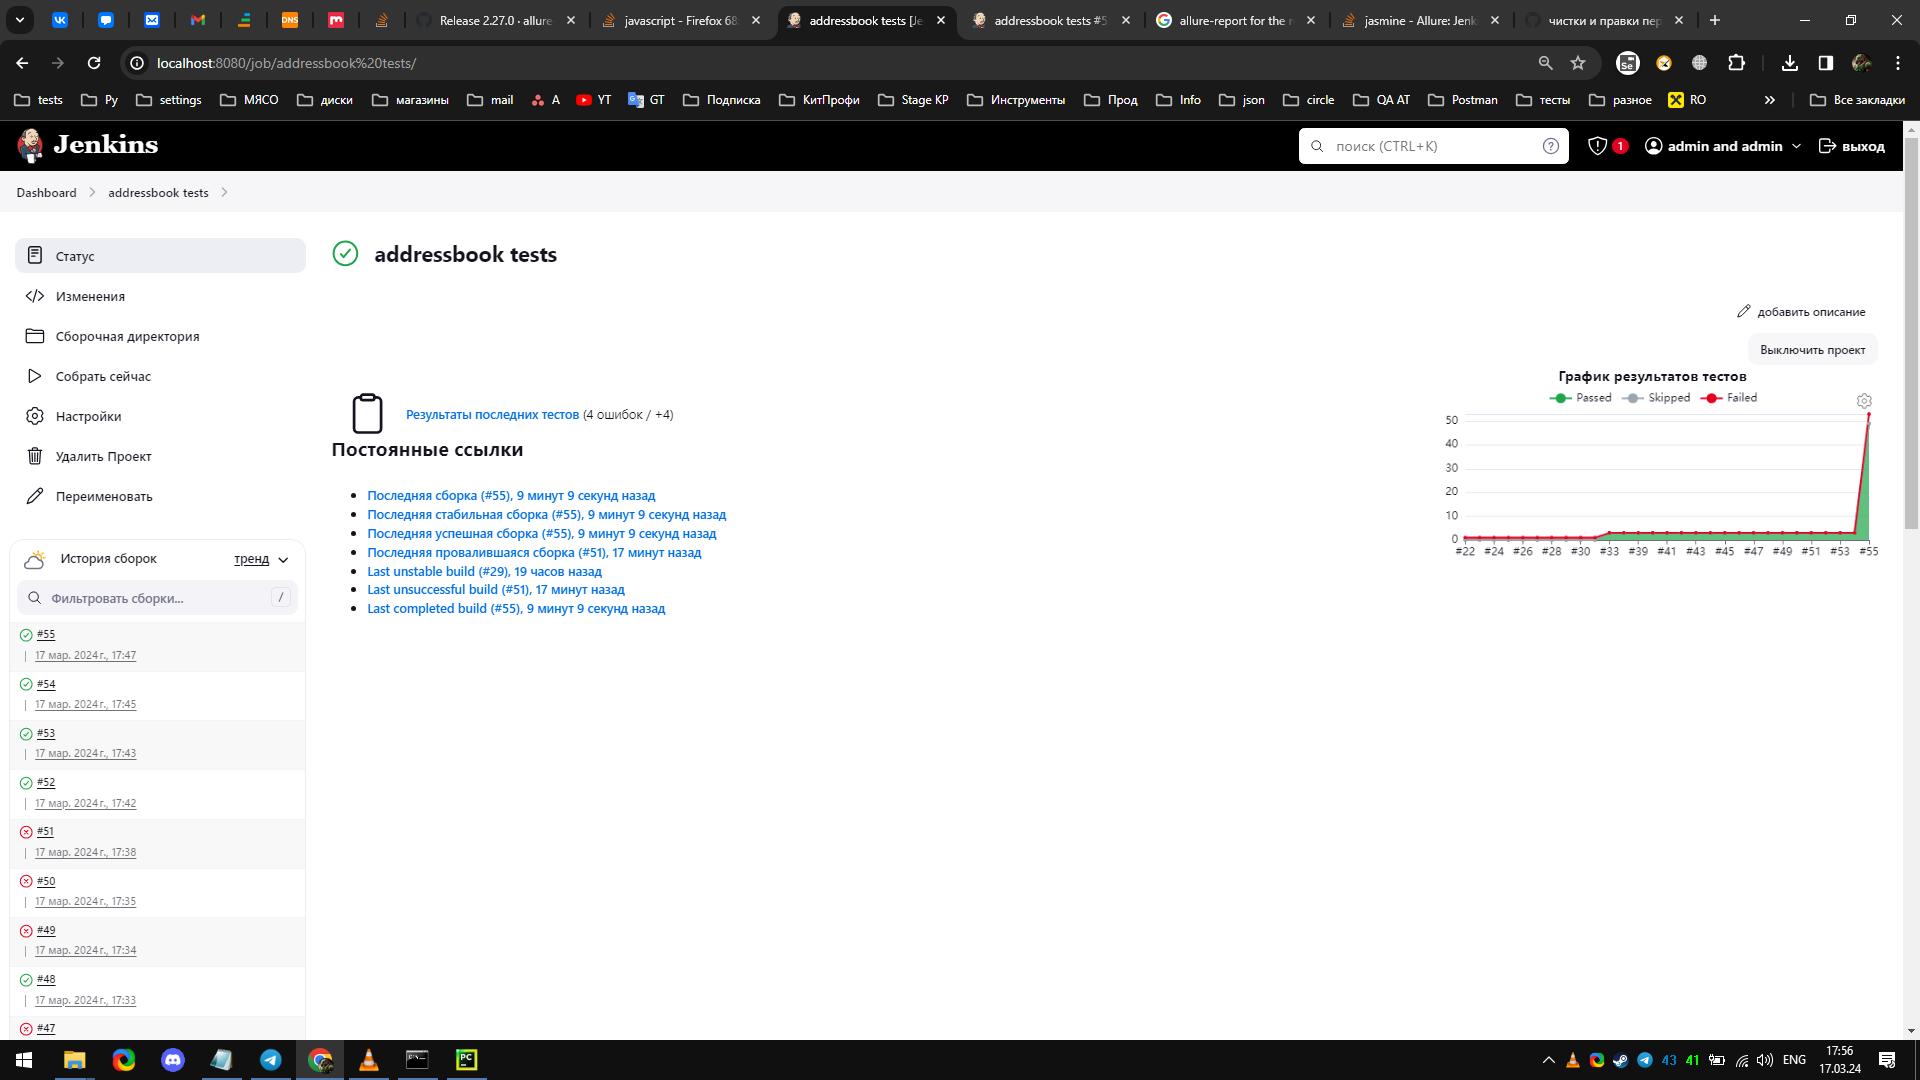 Release 2.27.0 · allure-
javascript - Firefox 68
addressbook tests [Je
addressbook tests #5
allure-report for the n
jasmine - Allure: Jenk
чистки и правки пер
localhost:8080/job/addressbook%20tests/
tests
Py
settings
МЯСО
диски
магазины
mail
A
YT
GT
Подписка
КитПрофи
Stage KP
Инструменты
Прод
Info
json
circle
QA AT
Postman
тесты
разное
RO
Все закладки
Jenkins
поиск (CTRL+K)
1
admin and admin
выход
Dashboard
addressbook tests
Статус
Изменения
Сборочная директория
Собрать сейчас
Настройки
Удалить Проект
Переименовать
История сборок
тренд
Фильтровать сборки...
/
#55
17 мар. 2024 г., 17:47
#54
17 мар. 2024 г., 17:45
#53
17 мар. 2024 г., 17:43
#52
17 мар. 2024 г., 17:42
#51
17 мар. 2024 г., 17:38
#50
17 мар. 2024 г., 17:35
#49
17 мар. 2024 г., 17:34
#48
17 мар. 2024 г., 17:33
#47
addressbook tests
добавить описание
Выключить проект
Результаты последних тестов (4 ошибок / +4)
Постоянные ссылки
Последняя сборка (#55), 9 минут 9 секунд назад
Последняя стабильная сборка (#55), 9 минут 9 секунд назад
Последняя успешная сборка (#55), 9 минут 9 секунд назад
Последняя провалившаяся сборка (#51), 17 минут назад
Last unstable build (#29), 19 часов назад
Last unsuccessful build (#51), 17 минут назад
Last completed build (#55), 9 минут 9 секунд назад
График результатов тестов
Passed Skipped Failed
50
40
30
20
10
0
#22 #24 #26 #28 #30 #33 #39 #41 #43 #45 #47 #49 #51 #53 #55
43
41
ENG
17:56
17.03.24